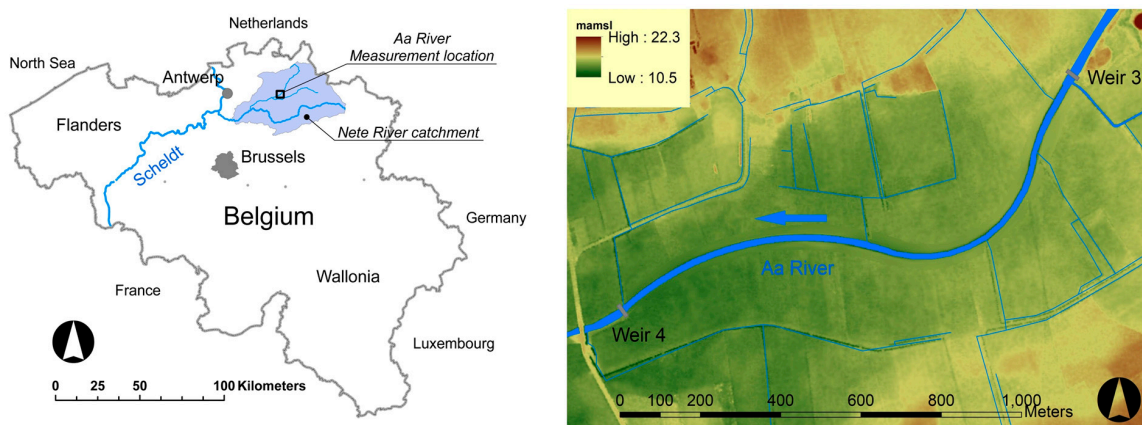 Netherlands
Aa River
Measurement location
North Sea
Antwerp
Flanders
Nete River catchment
Scheldt
Brussels
Belgium
Germany
Wallonia
France
Luxembourg
0 25 50 100 Kilometers
mamsl
High : 22.3
Low : 10.5
Weir 3
Aa River
Weir 4
0 100 200 400 600 800 1,000
Meters